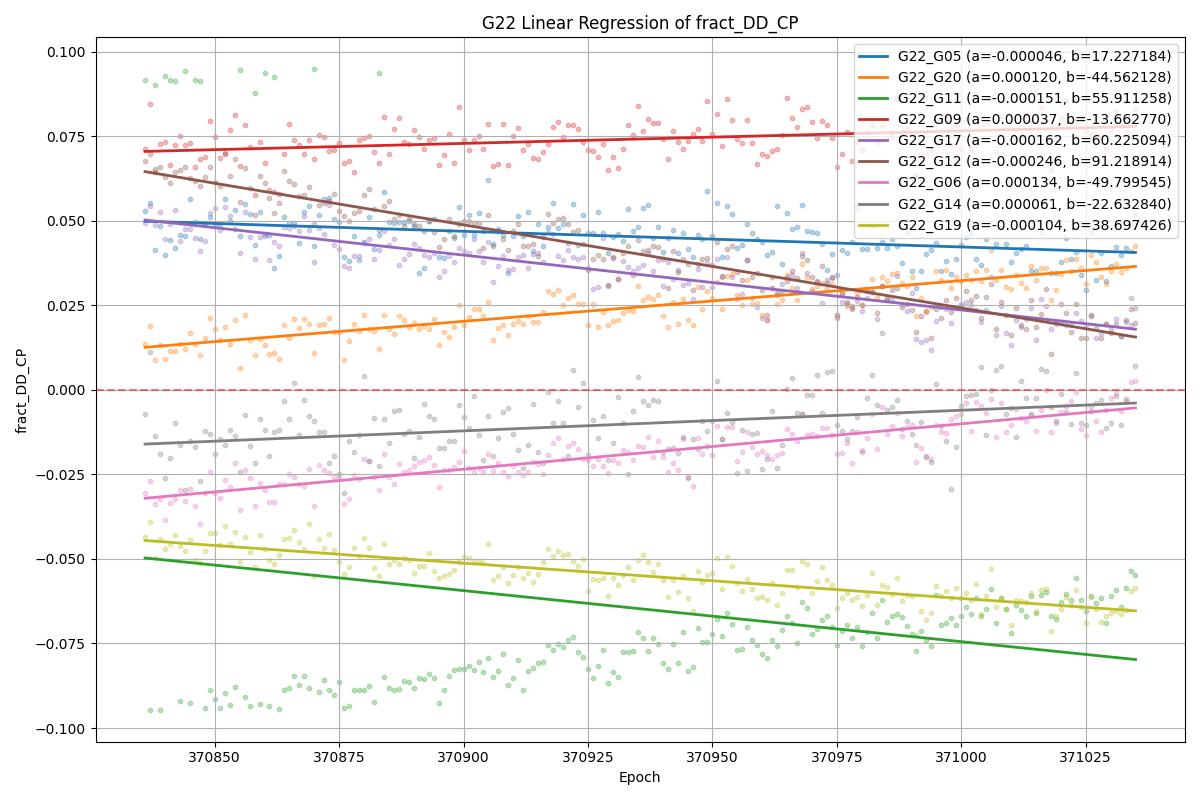 G22 Linear Regression of fract_DD_CP
G22_G05 (a=-0.000046, b=17.227184)
G22_G20 (a=0.000120, b=-44.562128)
G22_G11 (a=-0.000151, b=55.911258)
G22_G09 (a=0.000037, b=-13.662770)
G22_G17 (a=-0.000162, b=60.225094)
G22_G12 (a=-0.000246, b=91.218914)
G22_G06 (a=0.000134, b=-49.799545)
G22_G14 (a=0.000061, b=-22.632840)
G22_G19 (a=-0.000104, b=38.697426)
0.100
0.075
0.050
0.025
0.000
−0.025
−0.050
−0.075
−0.100
fract_DD_CP
370850 370875 370900 370925 370950 370975 371000 371025
Epoch